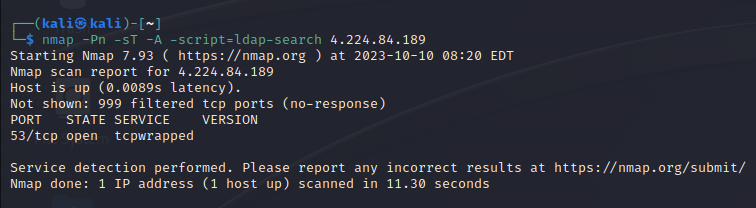 ┌──(kali㉿kali)-[~]
└─$ nmap -Pn -sT -A -script=ldap-search 4.224.84.189
Starting Nmap 7.93 ( https://nmap.org ) at 2023-10-10 08:20 EDT
Nmap scan report for 4.224.84.189
Host is up (0.0089s latency).
Not shown: 999 filtered tcp ports (no-response)
PORT   STATE SERVICE    VERSION
53/tcp open  tcpwrapped

Service detection performed. Please report any incorrect results at https://nmap.org/submit/
Nmap done: 1 IP address (1 host up) scanned in 11.30 seconds